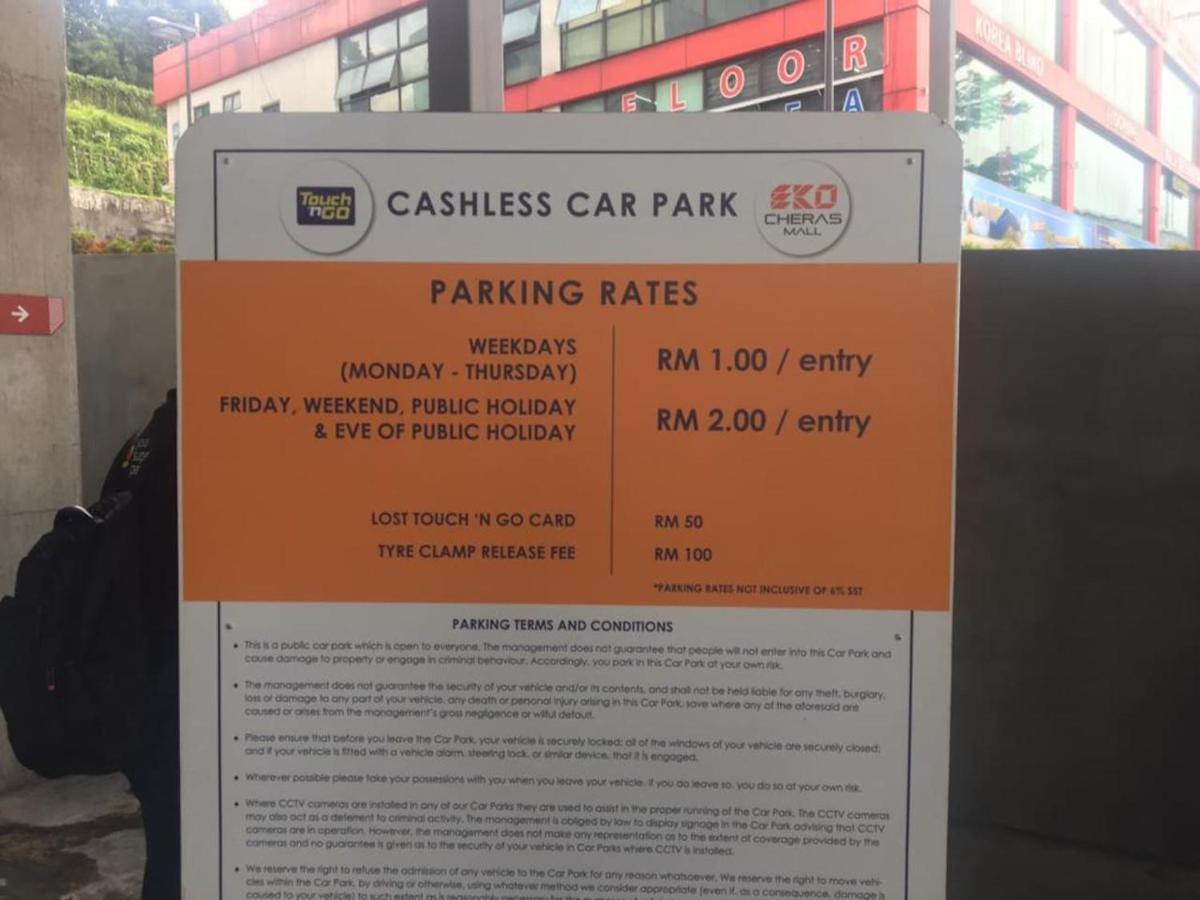 FLOOR
KOREA BLIND
Touch
'nGO
CASHLESS CAR PARK
EKO
CHERAS
MALL
PARKING RATES
WEEKDAYS
(MONDAY - THURSDAY)
RM 1.00 / entry
FRIDAY, WEEKEND, PUBLIC HOLIDAY
& EVE OF PUBLIC HOLIDAY
RM 2.00 / entry
LOST TOUCH 'N GO CARD
RM 50
TYRE CLAMP RELEASE FEE
RM 100
*PARKING RATES NOT INCLUSIVE OF 6% SST
PARKING TERMS AND CONDITIONS
• This is a public car park which is open to everyone. The management does not guarantee that people will not enter into this Car Park and
cause damage to property or engage in criminal behaviour. Accordingly, you park in this Car Park at your own risk.
• The management does not guarantee the security of your vehicle and/or its contents, and shall not be held liable for any theft, burglary,
loss or damage to any part of your vehicle, any death or personal injury arising in this Car Park, save where any of the aforesaid are
caused or arises from the management's gross negligence or wilful default.
• Please ensure that before you leave the Car Park, your vehicle is securely locked; all of the windows of your vehicle are securely closed;
and if your vehicle is fitted with a vehicle alarm, steering lock, or similar device, that it is engaged.
• Wherever possible please take your possessions with you when you leave your vehicle. If you do leave so, you do so at your own risk.
• Where CCTV cameras are installed in any of our Car Parks they are used to assist in the proper running of the Car Park. The CCTV cameras
may also act as a deterrent to criminal activity. The management is obliged by law to display signage in the Car Park advising that CCTV
cameras are in operation. However, the management does not make any representation as to the extent of coverage provided by the
cameras and no guarantee is given as to the security of your vehicle in Car Parks where CCTV is installed.
• We reserve the right to refuse the admission of any vehicle to the Car Park for any reason whatsoever. We reserve the right to move vehi-
cles within the Car Park, by driving or otherwise, using whatever method we consider appropriate (even if, as a consequence, damage is
caused to your vehicle) to such extent as is reasonably necessary for the